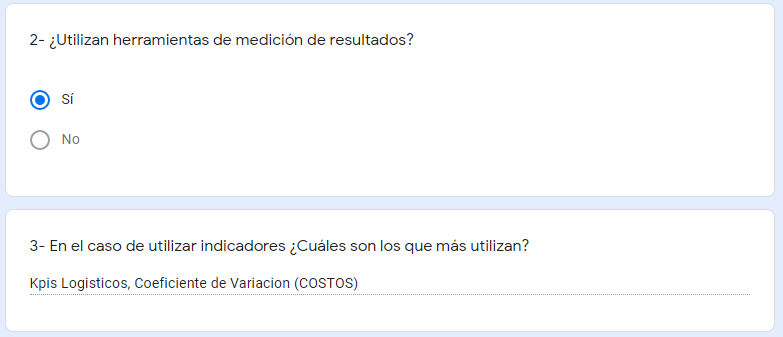 2- ¿Utilizan herramientas de medición de resultados?
Sí
No
3- En el caso de utilizar indicadores ¿Cuáles son los que más utilizan?
Kpis Logisticos, Coeficiente de Variacion (COSTOS)